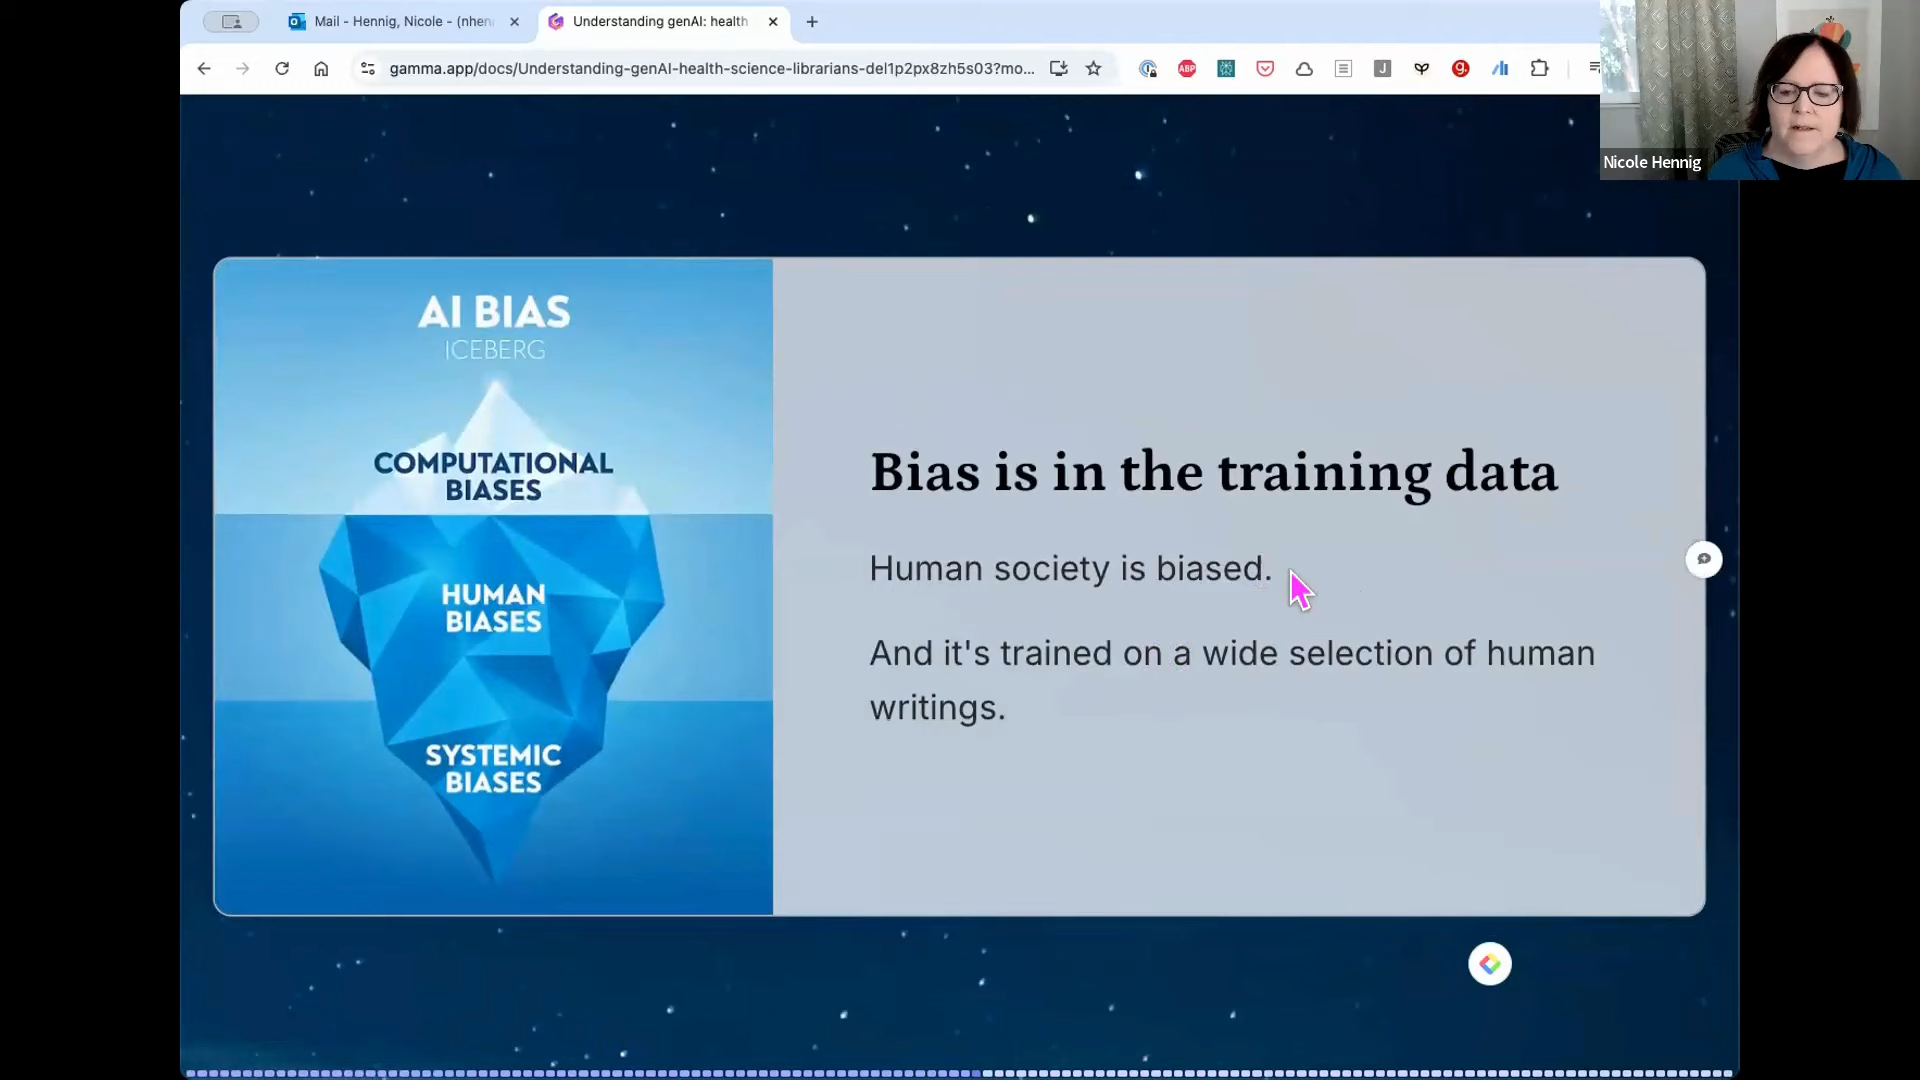 Mail - Hennig, Nicole - (nhen
Understanding genAI: health
gamma.app/docs/Understanding-genAI-health-science-librarians-del1p2px8zh5s03?mo...
ABP
J
g.
Nicole Hennig
AI BIAS
ICEBERG
COMPUTATIONAL
BIASES
HUMAN
BIASES
SYSTEMIC
BIASES
Bias is in the training data
Human society is biased.
And it's trained on a wide selection of human
writings.